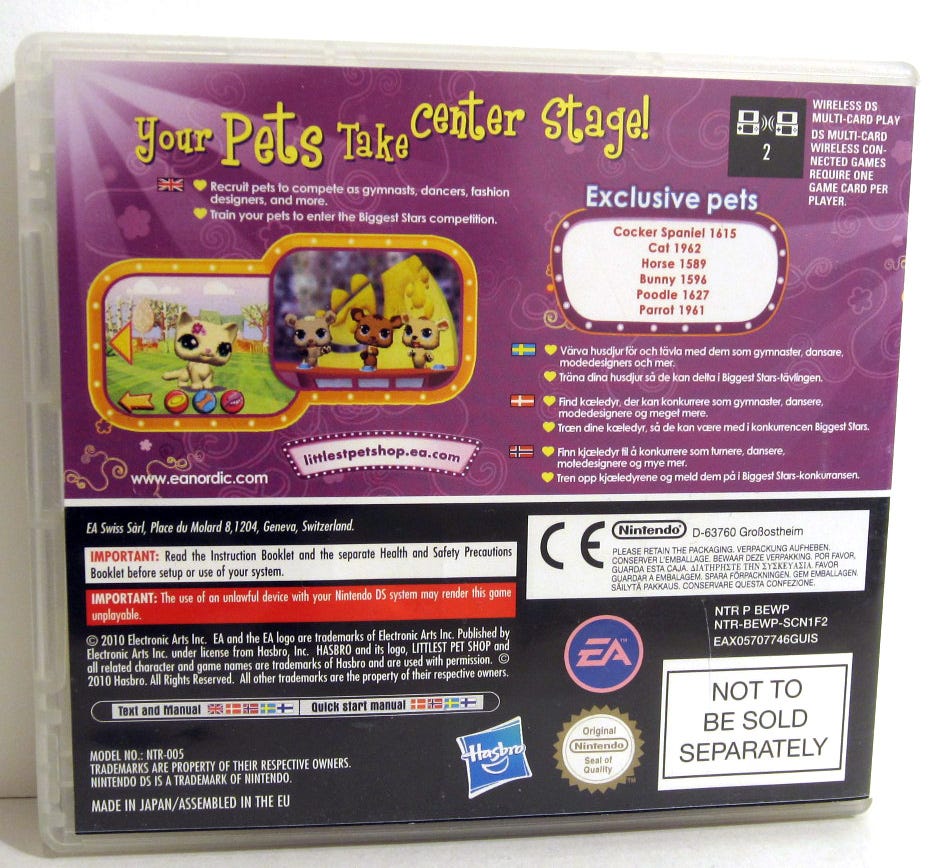 Your Pets Take center Stage!
Recruit pets to compete as gymnasts, dancers, fashion
designers, and more.
Train your pets to enter the Biggest Stars competition.
2
WIRELESS DS
MULTI-CARD PLAY
DS MULTI-CARD
WIRELESS CON-
NECTED GAMES
REQUIRE ONE
GAME CARD PER
PLAYER.
Exclusive pets
Cocker Spaniel 1615
Cat 1962
Horse 1589
Bunny 1596
Poodle 1627
Parrot 1961
Värva husdjur för och tävla med dem som gymnaster, dansare,
modedesigners och mer.
Träna dina husdjur så de kan delta i Biggest Stars-tävlingen.
Find kæledyr, der kan konkurrere som gymnaster, dansere,
modedesignere og meget mere.
Træn dine kæledyr, så de kan være med i konkurrencen Biggest Stars.
Finn kjæledyr til å konkurrere som turnere, dansere,
motedesignere og mye mer.
Tren opp kjæledyrene og meld dem på i Biggest Stars-konkurransen.
littlestpetshop.ea.com
www.eanordic.com
EA Swiss Sàrl, Place du Molard 8,1204, Geneva, Switzerland.
IMPORTANT: Read the Instruction Booklet and the separate Health and Safety Precautions
Booklet before setup or use of your system.
IMPORTANT: The use of an unlawful device with your Nintendo DS system may render this game
unplayable.
© 2010 Electronic Arts Inc. EA and the EA logo are trademarks of Electronic Arts Inc. Published by
Electronic Arts Inc. under license from Hasbro, Inc. HASBRO and its logo, LITTLEST PET SHOP and
all related character and game names are trademarks of Hasbro and are used with permission. ©
2010 Hasbro. All Rights Reserved. All other trademarks are the property of their respective owners.
Text and Manual
Quick start manual
MODEL NO.: NTR-005
TRADEMARKS ARE PROPERTY OF THEIR RESPECTIVE OWNERS.
NINTENDO DS IS A TRADEMARK OF NINTENDO.
MADE IN JAPAN/ASSEMBLED IN THE EU
CE Nintendo D-63760 Großostheim
PLEASE RETAIN THE PACKAGING. VERPACKUNG AUFHEBEN.
CONSERVER L'EMBALLAGE. BEWAAR DEZE VERPAKKING. POR FAVOR,
GUARDA ESTA CAJA. ΔΙΑΤΗΡΗΣΤΕ ΤΗΝ ΣΥΣΚΕΥΑΣΙΑ. FAVOR
GUARDAR A EMBALAGEM. SPARA FÖRPACKNINGEN. GEM EMBALLAGEN.
SÄILYTÄ PAKKAUS. CONSERVARE QUESTA CONFEZIONE.
NTR P BEWP
NTR-BEWP-SCN1F2
EAX05707746GUIS
EA™
Hasbro
Original
Nintendo
Seal of
Quality
TM
NOT TO
BE SOLD
SEPARATELY